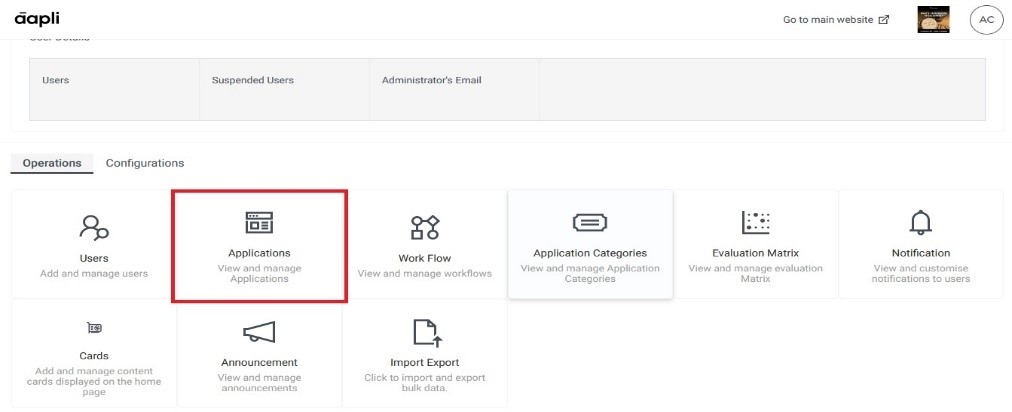 āapli
Go to main website
AC
User Details
Users Suspended Users Administrator's Email
Operations Configurations
Users
Add and manage users
Applications
View and manage
Applications
Work Flow
View and manage workflows
Application Categories
View and manage Application
Categories
Evaluation Matrix
View and manage evaluation
Matrix
Notification
View and customise
notifications to users
Cards
Add and manage content
cards displayed on the home
page
Announcement
View and manage
announcements
Import Export
Click to import and export
bulk data.